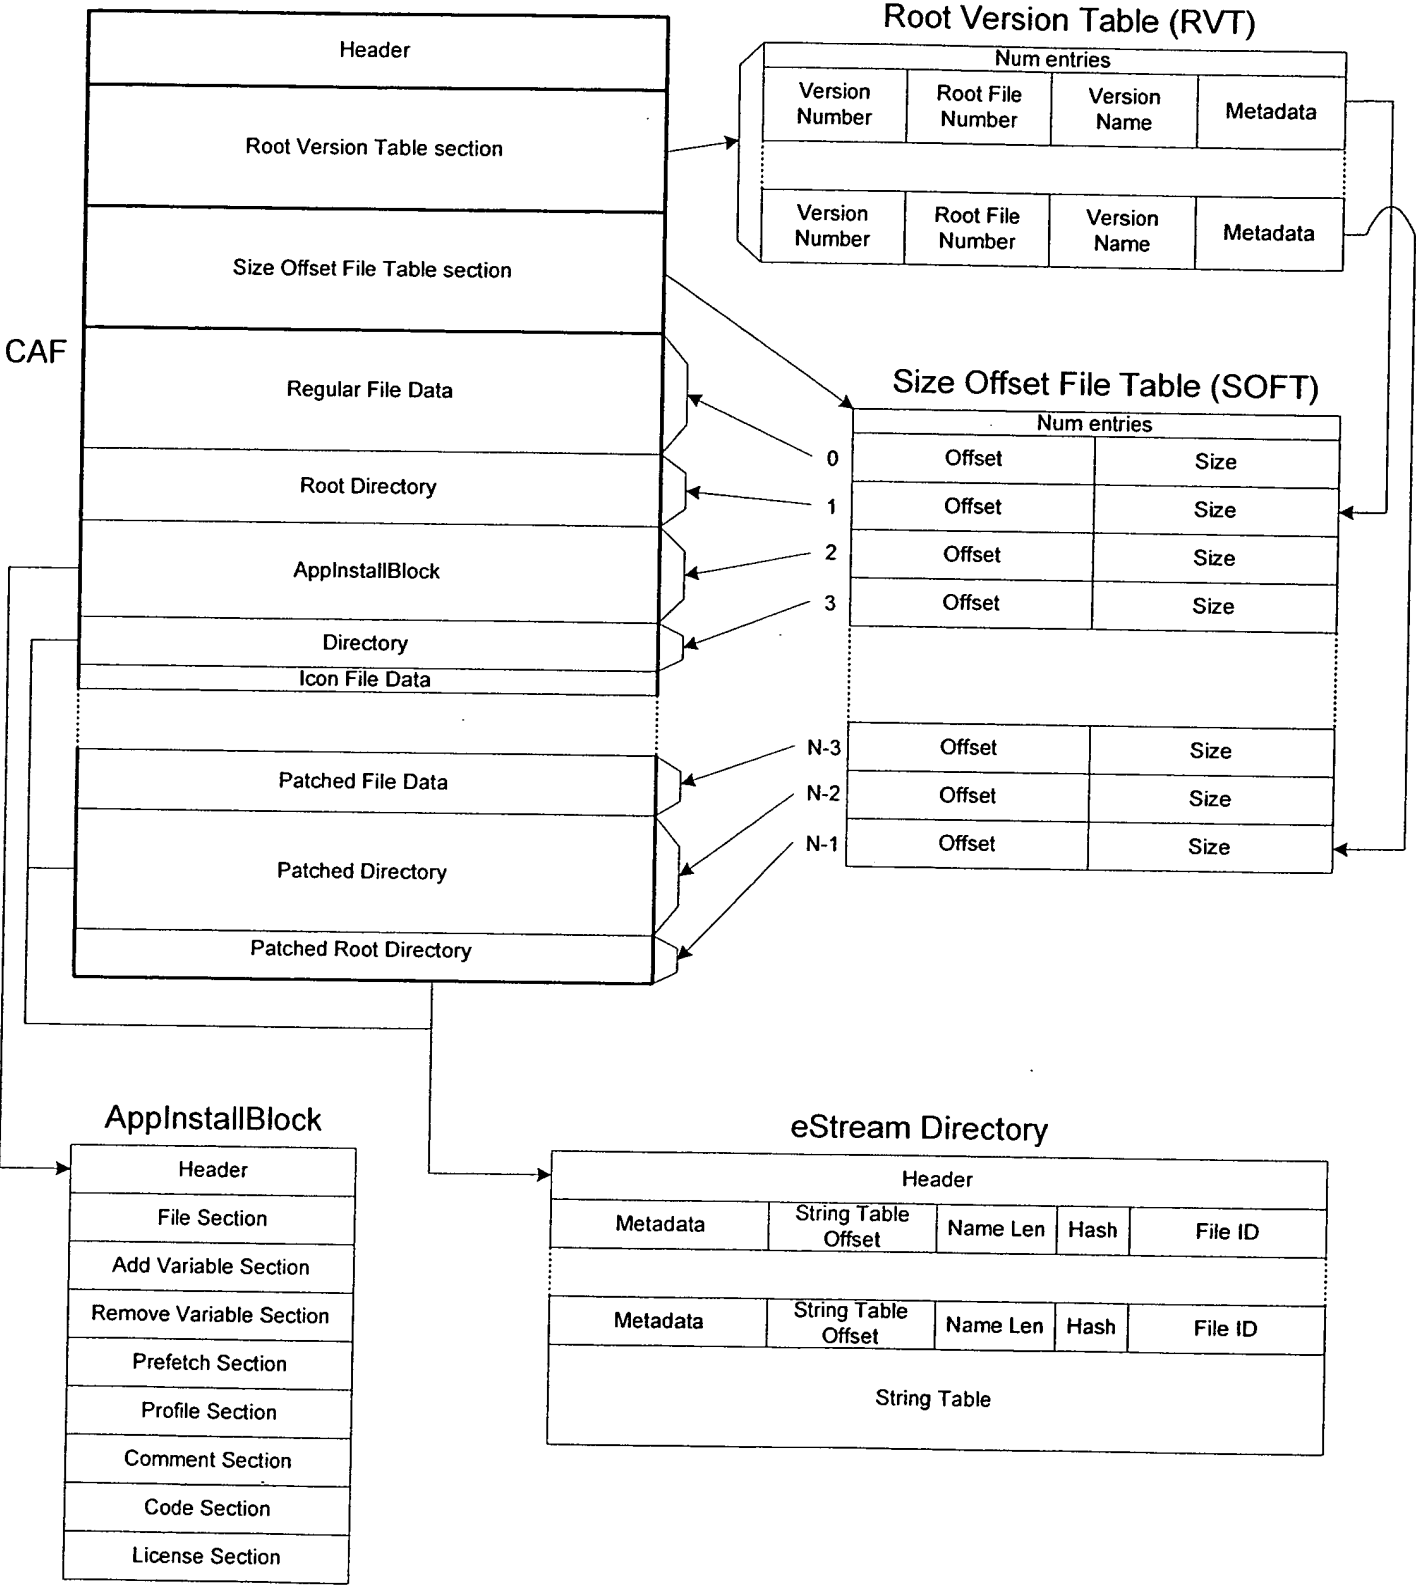 CAF
Header
Root Version Table section
Size Offset File Table section
Regular File Data
Root Directory
AppInstallBlock
Directory
Icon File Data
Patched File Data
Patched Directory
Patched Root Directory
Root Version Table (RVT)
Num entries
Version Number
Root File Number
Version Name
Metadata
Version Number
Root File Number
Version Name
Metadata
Size Offset File Table (SOFT)
Num entries
0 Offset Size
1 Offset Size
2 Offset Size
3 Offset Size
N-3 Offset Size
N-2 Offset Size
N-1 Offset Size
AppInstallBlock
Header
File Section
Add Variable Section
Remove Variable Section
Prefetch Section
Profile Section
Comment Section
Code Section
License Section
eStream Directory
Header
Metadata
String Table
Offset
Name Len
Hash
File ID
Metadata
String Table
Offset
Name Len
Hash
File ID
String Table